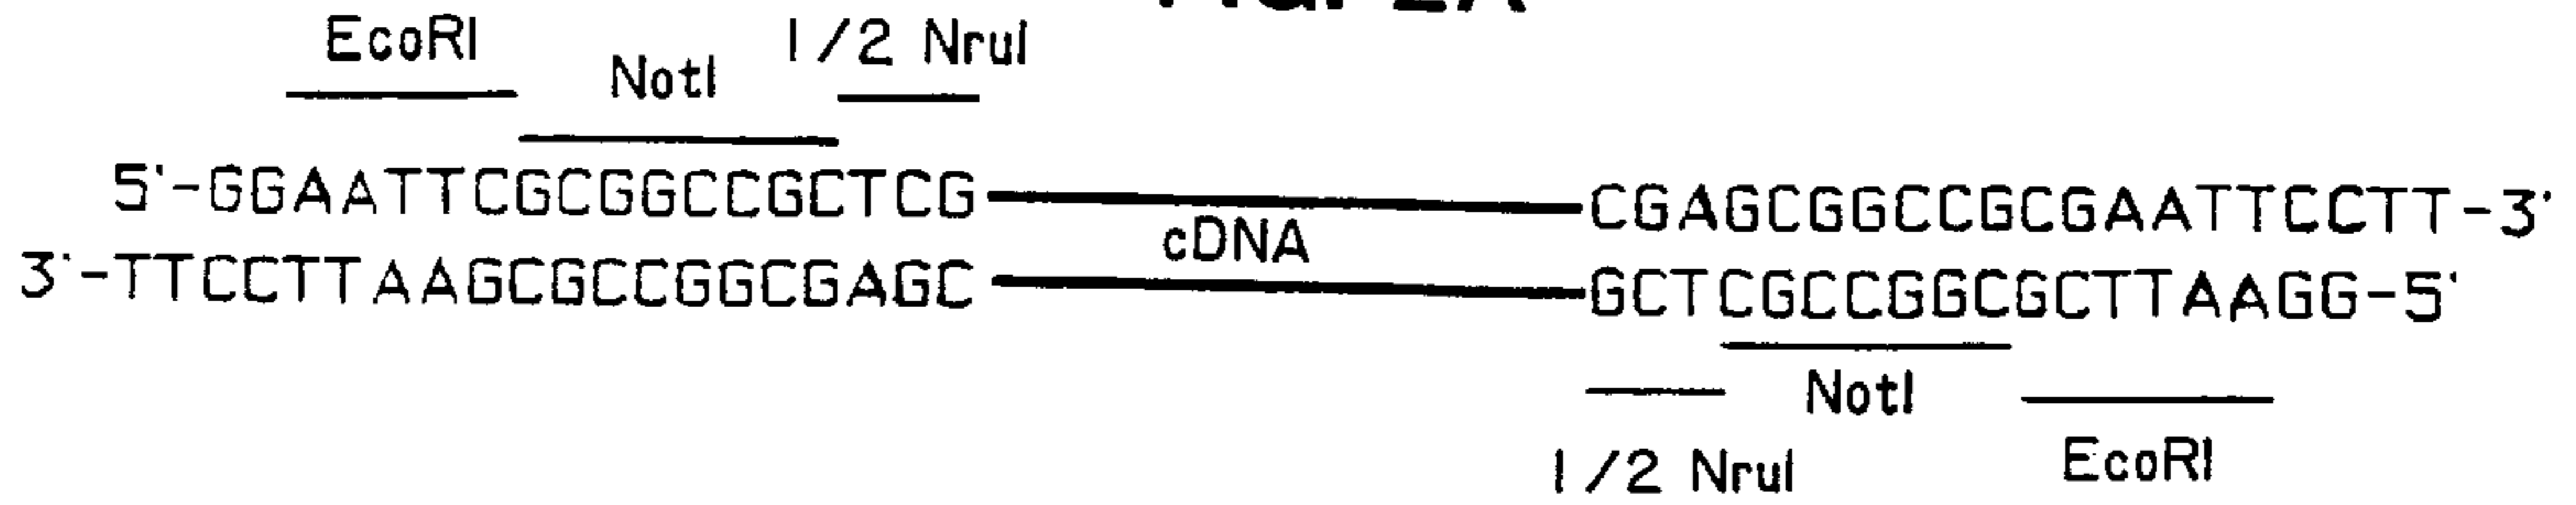 EcoRI NotI 1/2 NruI
5'-GGAATTCGCGGCCGCTCG CGAGCGGCCGCGAATTCCTT-3'
cDNA
3'-TTCCTTAAGCGCCGGCGAGC GCTCGCCGGCGCTTAAGG-5'
1/2 NruI NotI EcoRI